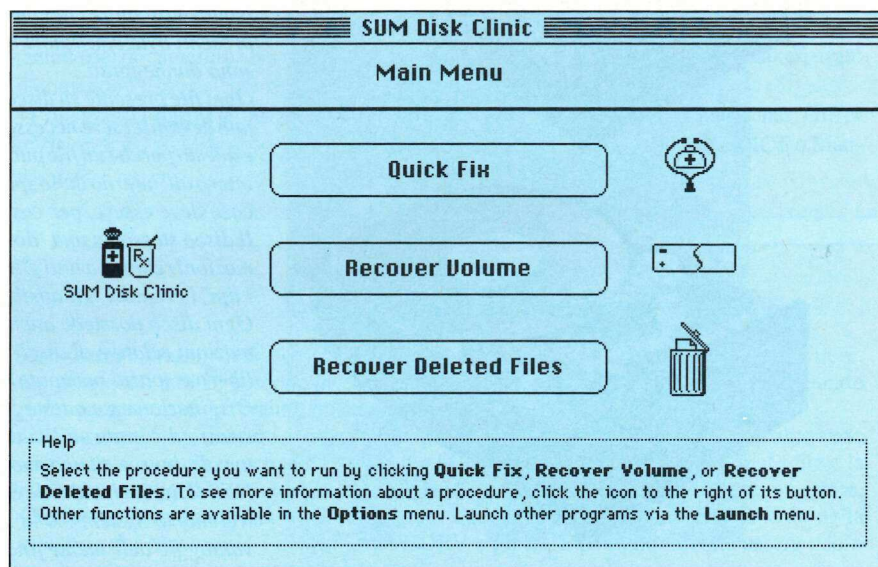 SUM Disk Clinic
Main Menu
Quick Fix
Recover Volume
SUM Disk Clinic
Recover Deleted Files
Help
Select the procedure you want to run by clicking Quick Fix, Recover Volume, or Recover
Deleted Files. To see more information about a procedure, click the icon to the right of its button.
Other functions are available in the Options menu. Launch other programs via the Launch menu.